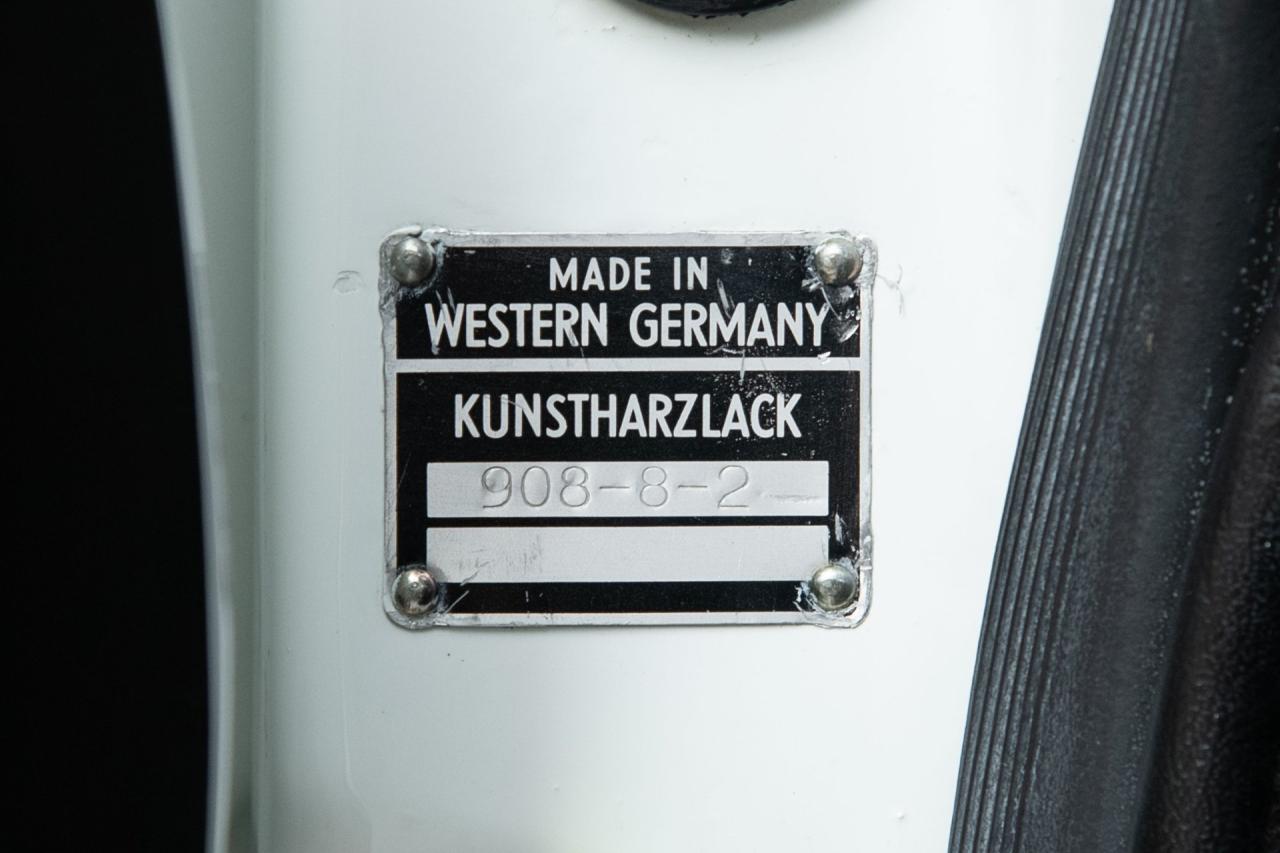 MADE IN
WESTERN GERMANY
KUNSTHARZLACK
908-8-2